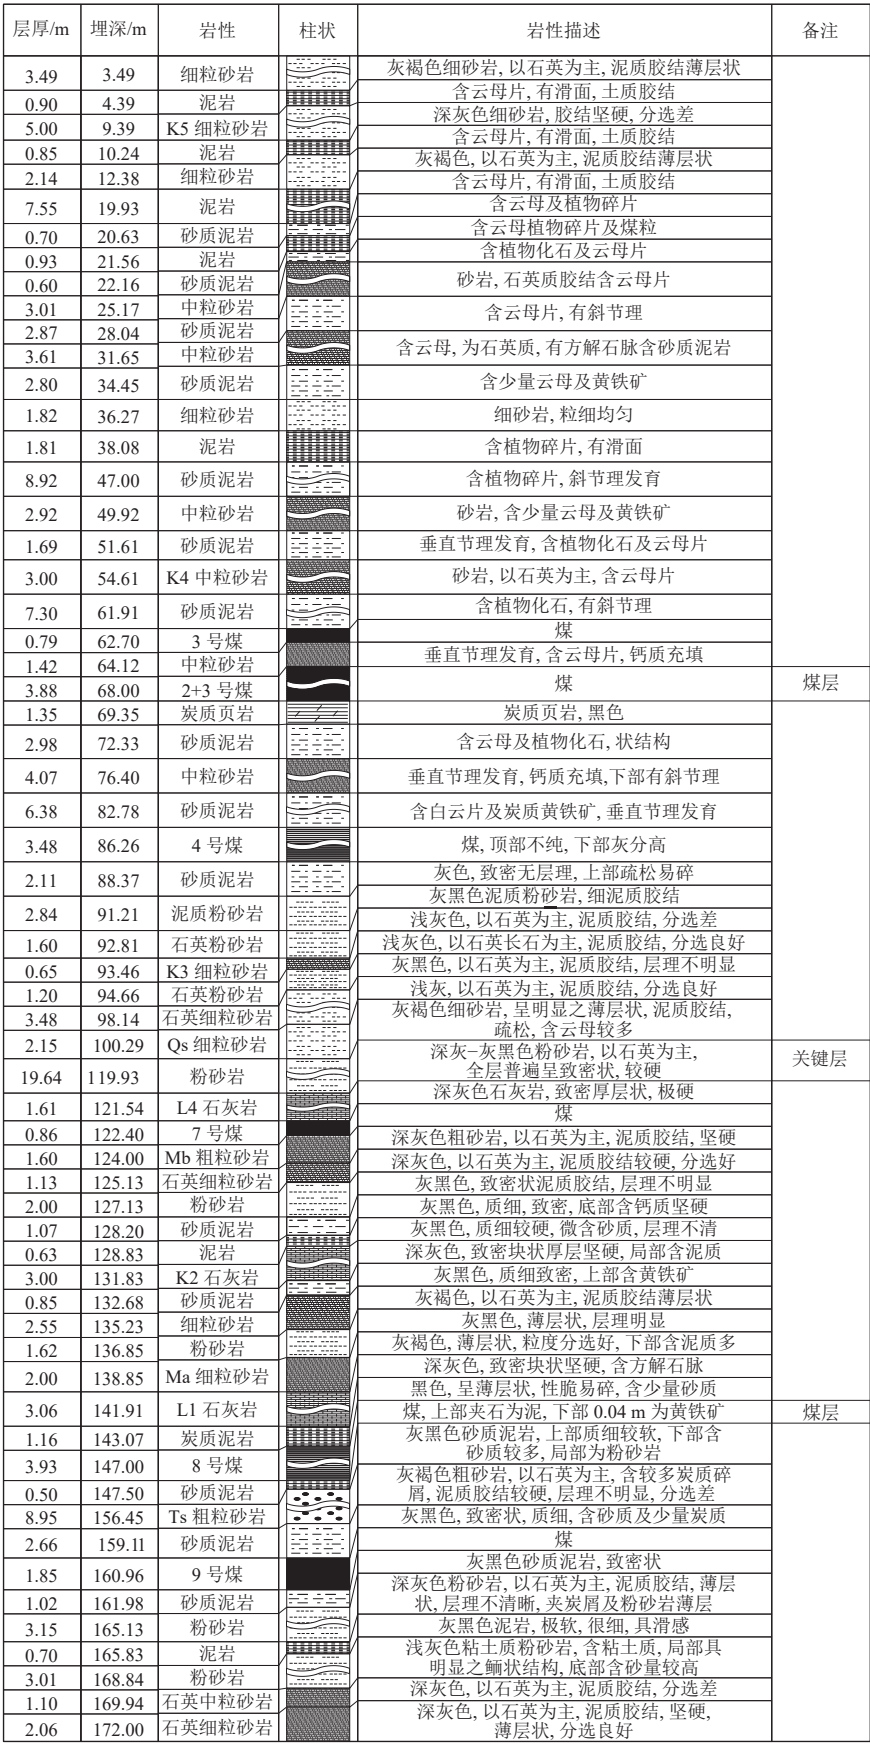 层厚/m 埋深/m 岩性 柱状 岩性描述 备注
3.49 3.49 细粒砂岩 灰褐色细砂岩, 以石英为主, 泥质胶结薄层状
0.90 4.39 泥岩 含云母片, 有滑面, 土质胶结
5.00 9.39 K5 细粒砂岩 深灰色细砂岩, 胶结坚硬, 分选差
0.85 10.24 泥岩 含云母片, 有滑面, 土质胶结
2.14 12.38 细粒砂岩 灰褐色, 以石英为主, 泥质胶结薄层状
7.55 19.93 泥岩 含云母片, 有滑面, 土质胶结
0.70 20.63 砂质泥岩 含云母及植物碎片
0.93 21.56 泥岩 含云母植物碎片及煤粒
0.60 22.16 砂质泥岩 含植物化石及云母片
3.01 25.17 中粒砂岩 砂岩, 石英质胶结含云母片
2.87 28.04 砂质泥岩 含云母片, 有斜节理
3.61 31.65 中粒砂岩 含云母, 为石英质, 有方解石脉含砂质泥岩
2.80 34.45 砂质泥岩 含少量云母及黄铁矿
1.82 36.27 细粒砂岩 细砂岩, 粒细均匀
1.81 38.08 泥岩 含植物碎片, 有滑面
8.92 47.00 砂质泥岩 含植物碎片, 斜节理发育
2.92 49.92 中粒砂岩 砂岩, 含少量云母及黄铁矿
1.69 51.61 砂质泥岩 垂直节理发育, 含植物化石及云母片
3.00 54.61 K4 中粒砂岩 砂岩, 以石英为主, 含云母片
7.30 61.91 砂质泥岩 含植物化石, 有斜节理
0.79 62.70 3 号煤 煤
1.42 64.12 中粒砂岩 垂直节理发育, 含云母片, 钙质充填
3.88 68.00 2+3 号煤 煤 煤层
1.35 69.35 炭质页岩 炭质页岩, 黑色
2.98 72.33 砂质泥岩 含云母及植物化石, 状结构
4.07 76.40 中粒砂岩 垂直节理发育, 钙质充填,下部有斜节理
6.38 82.78 砂质泥岩 含白云片及炭质黄铁矿, 垂直节理发育
3.48 86.26 4 号煤 煤, 顶部不纯, 下部灰分高
2.11 88.37 砂质泥岩 灰色, 致密无层理, 上部疏松易碎
2.84 91.21 泥质粉砂岩 灰黑色泥质粉砂岩, 细泥质胶结
1.60 92.81 石英粉砂岩 浅灰色, 以石英为主, 泥质胶结, 分选差
0.65 93.46 K3 细粒砂岩 浅灰色, 以石英长石为主, 泥质胶结, 分选良好
1.20 94.66 石英粉砂岩 灰黑色, 以石英为主, 泥质胶结, 层理不明显
3.48 98.14 石英细粒砂岩 浅灰, 以石英为主, 泥质胶结, 分选良好
2.15 100.29 Qs 细粒砂岩 灰褐色细砂岩, 呈明显之薄层状, 泥质胶结,
疏松, 含云母较多
19.64 119.93 粉砂岩 深灰−灰黑色粉砂岩, 以石英为主,
全层普遍呈致密状, 较硬 关键层
1.61 121.54 L4 石灰岩 深灰色石灰岩, 致密厚层状, 极硬
0.86 122.40 7 号煤 煤
1.60 124.00 Mb 粗粒砂岩 深灰色粗砂岩, 以石英为主, 泥质胶结, 坚硬
1.13 125.13 石英细粒砂岩 深灰色, 以石英为主, 泥质胶结较硬, 分选好
2.00 127.13 粉砂岩 灰黑色, 致密状泥质胶结, 层理不明显
1.07 128.20 砂质泥岩 灰黑色, 质细, 致密, 底部含钙质坚硬
0.63 128.83 泥岩 灰黑色, 质细较硬, 微含砂质, 层理不清
3.00 131.83 K2 石灰岩 深灰色, 致密块状厚层坚硬, 局部含泥质
0.85 132.68 砂质泥岩 灰黑色, 质细致密, 上部含黄铁矿
2.55 135.23 细粒砂岩 灰褐色, 以石英为主, 泥质胶结薄层状
1.62 136.85 粉砂岩 灰黑色, 薄层状, 层理明显
2.00 138.85 Ma 细粒砂岩 灰褐色, 薄层状, 粒度分选好, 下部含泥质多
3.06 141.91 L1 石灰岩 深灰色, 致密块状坚硬, 含方解石脉
1.16 143.07 炭质泥岩 黑色, 呈薄层状, 性脆易碎, 含少量砂质
3.93 147.00 8 号煤 煤, 上部夹石为泥, 下部 0.04 m 为黄铁矿 煤层
0.50 147.50 砂质泥岩 灰黑色砂质泥岩, 上部质细较软, 下部含
砂质较多, 局部为粉砂岩
8.95 156.45 Ts 粗粒砂岩 灰褐色粗砂岩, 以石英为主, 含较多炭质碎
屑, 泥质胶结较硬, 层理不明显, 分选差
2.66 159.11 砂质泥岩 灰黑色, 致密状, 质细, 含砂质及少量炭质
1.85 160.96 9 号煤 煤
1.02 161.98 砂质泥岩 灰黑色砂质泥岩, 致密状
3.15 165.13 粉砂岩 深灰色粉砂岩, 以石英为主, 泥质胶结, 薄层
状, 层理不清晰, 夹炭屑及粉砂岩薄层
0.70 165.83 泥岩 灰黑色泥岩, 极软, 很细, 具滑感
3.01 168.84 粉砂岩 浅灰色粘土质粉砂岩, 含粘土质, 局部具
明显之鲕状结构, 底部含砂量较高
1.10 169.94 石英中粒砂岩 深灰色, 以石英为主, 泥质胶结, 分选差
2.06 172.00 石英细粒砂岩 深灰色, 以石英为主, 泥质胶结, 坚硬,
薄层状, 分选良好